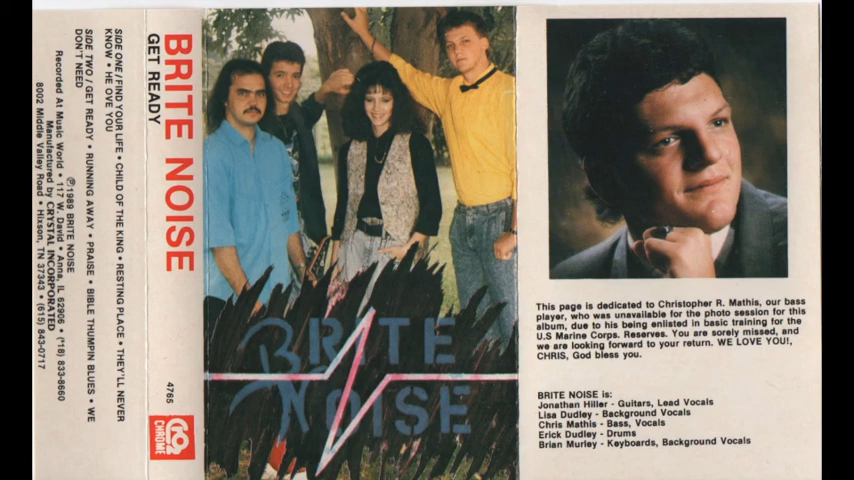 SIDE ONE / FIND YOUR LIFE • CHILD OF THE KING • RESTING PLACE • THEY'LL NEVER
KNOW • HE OVE YOU
SIDE TWO / GET READY • RUNNING AWAY • PRAISE • BIBLE THUMPIN BLUES • WE
DON'T NEED
℗1989 BRITE NOISE
Recorded At Music World • 117 W. David • Anna, IL 62906 • ('18) 833-8660
Manufactured by CRYSTAL INCORPORATED
8002 Middle Valley Road • Hixson, TN 37343 • (615) 843-0717
BRITE NOISE
GET READY
4765
CHROME
BRITE
NOISE
This page is dedicated to Christopher R. Mathis, our bass
player, who was unavailable for the photo session for this
album, due to his being enlisted in basic training for the
U.S Marine Corps. Reserves. You are sorely missed, and
we are looking forward to your return. WE LOVE YOU!,
CHRIS, God bless you.
BRITE NOISE is:
Jonathan Hiller - Guitars, Lead Vocals
Lisa Dudley - Background Vocals
Chris Mathis - Bass, Vocals
Erick Dudley - Drums
Brian Murley - Keyboards, Background Vocals